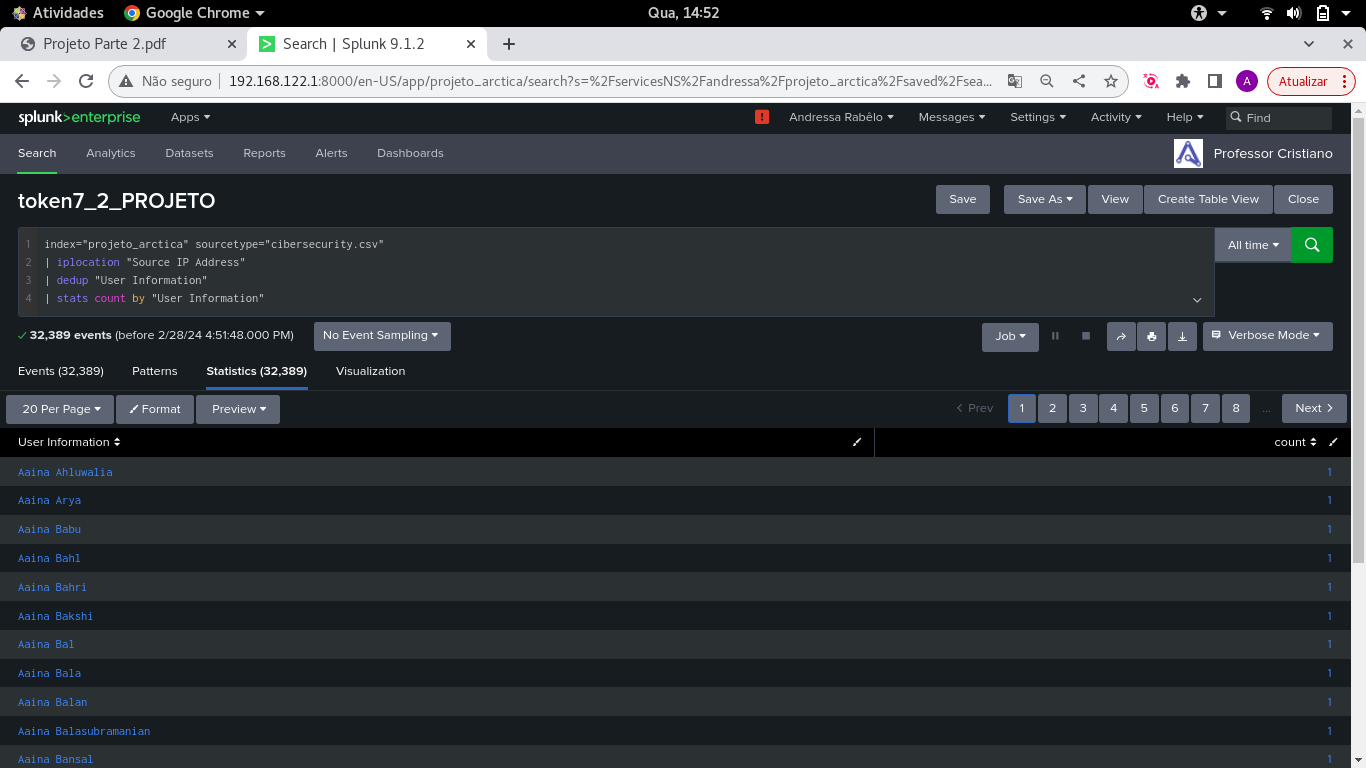 Atividades Google Chrome Qua, 14:52
Projeto Parte 2.pdf Search | Splunk 9.1.2
Não seguro 192.168.122.1:8000/en-US/app/projeto_arctica/search?s=%2FservicesNS%2Fandressa%2Fprojeto_arctica%2Fsaved%2Fsea... A Atualizar
splunk>enterprise Apps Andressa Rabêlo Messages Settings Activity Help Find
Search Analytics Datasets Reports Alerts Dashboards Professor Cristiano
token7_2_PROJETO Save Save As View Create Table View Close
1 index="projeto_arctica" sourcetype="cibersecurity.csv" All time
2 | iplocation "Source IP Address"
3 | dedup "User Information"
4 | stats count by "User Information"
32,389 events (before 2/28/24 4:51:48.000 PM) No Event Sampling Job Verbose Mode
Events (32,389) Patterns Statistics (32,389) Visualization
20 Per Page Format Preview < Prev 1 2 3 4 5 6 7 8 ... Next >
User Information count
Aaina Ahluwalia 1
Aaina Arya 1
Aaina Babu 1
Aaina Bahl 1
Aaina Bahri 1
Aaina Bakshi 1
Aaina Bal 1
Aaina Bala 1
Aaina Balan 1
Aaina Balasubramanian 1
Aaina Bansal 1